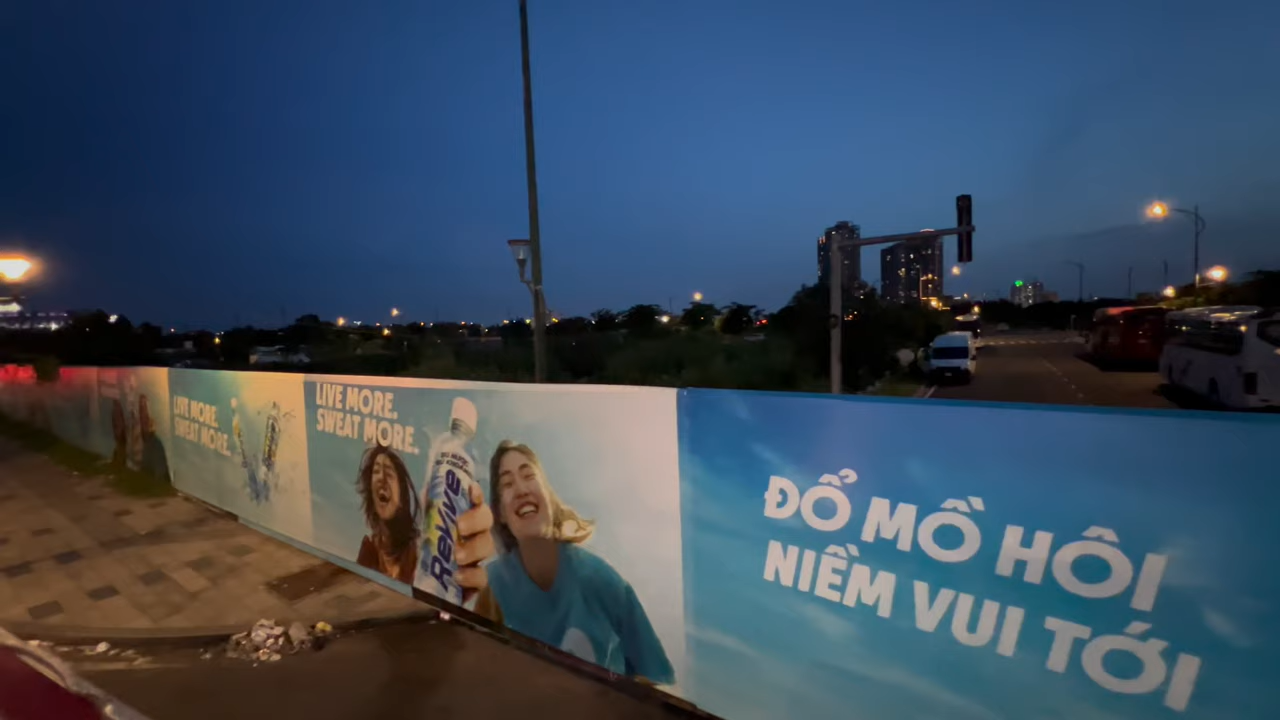 LIVE MORE.
SWEAT MORE.
LIVE MORE.
SWEAT MORE.
ReVive
ĐỔ MỒ HÔI
NIỀM VUI TỚI